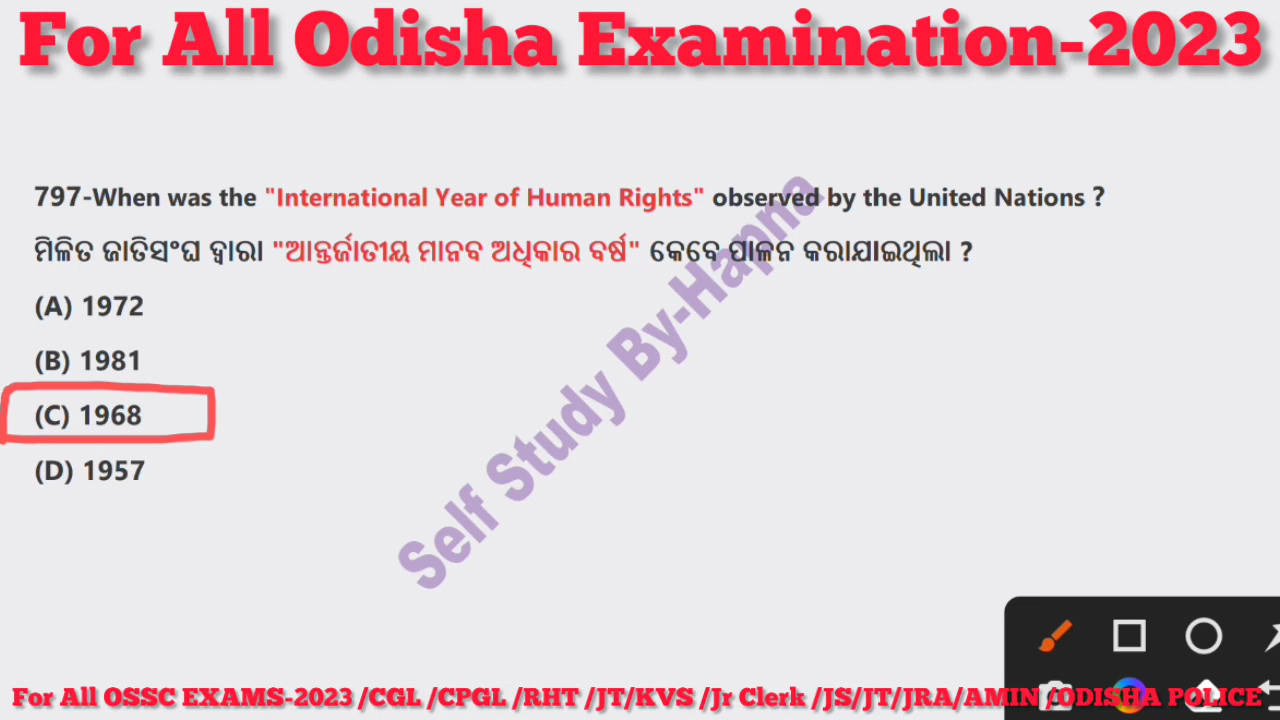 For All Odisha Examination-2023
797-When was the "International Year of Human Rights" observed by the United Nations ?
ମିଳିତ ଜାତିସଂଘ ଦ୍ୱାରା "ଆନ୍ତର୍ଜାତୀୟ ମାନବ ଅଧିକାର ବର୍ଷ" କେବେ ପାଳନ କରାଯାଇଥିଲା ?
(A) 1972
(B) 1981
(C) 1968
(D) 1957
Self Study By-Hapna
For All OSSC EXAMS-2023 /CGL /CPGL /RHT /JT/KVS /Jr Clerk /JS/JT/JRA/AMIN /ODISHA POLICE